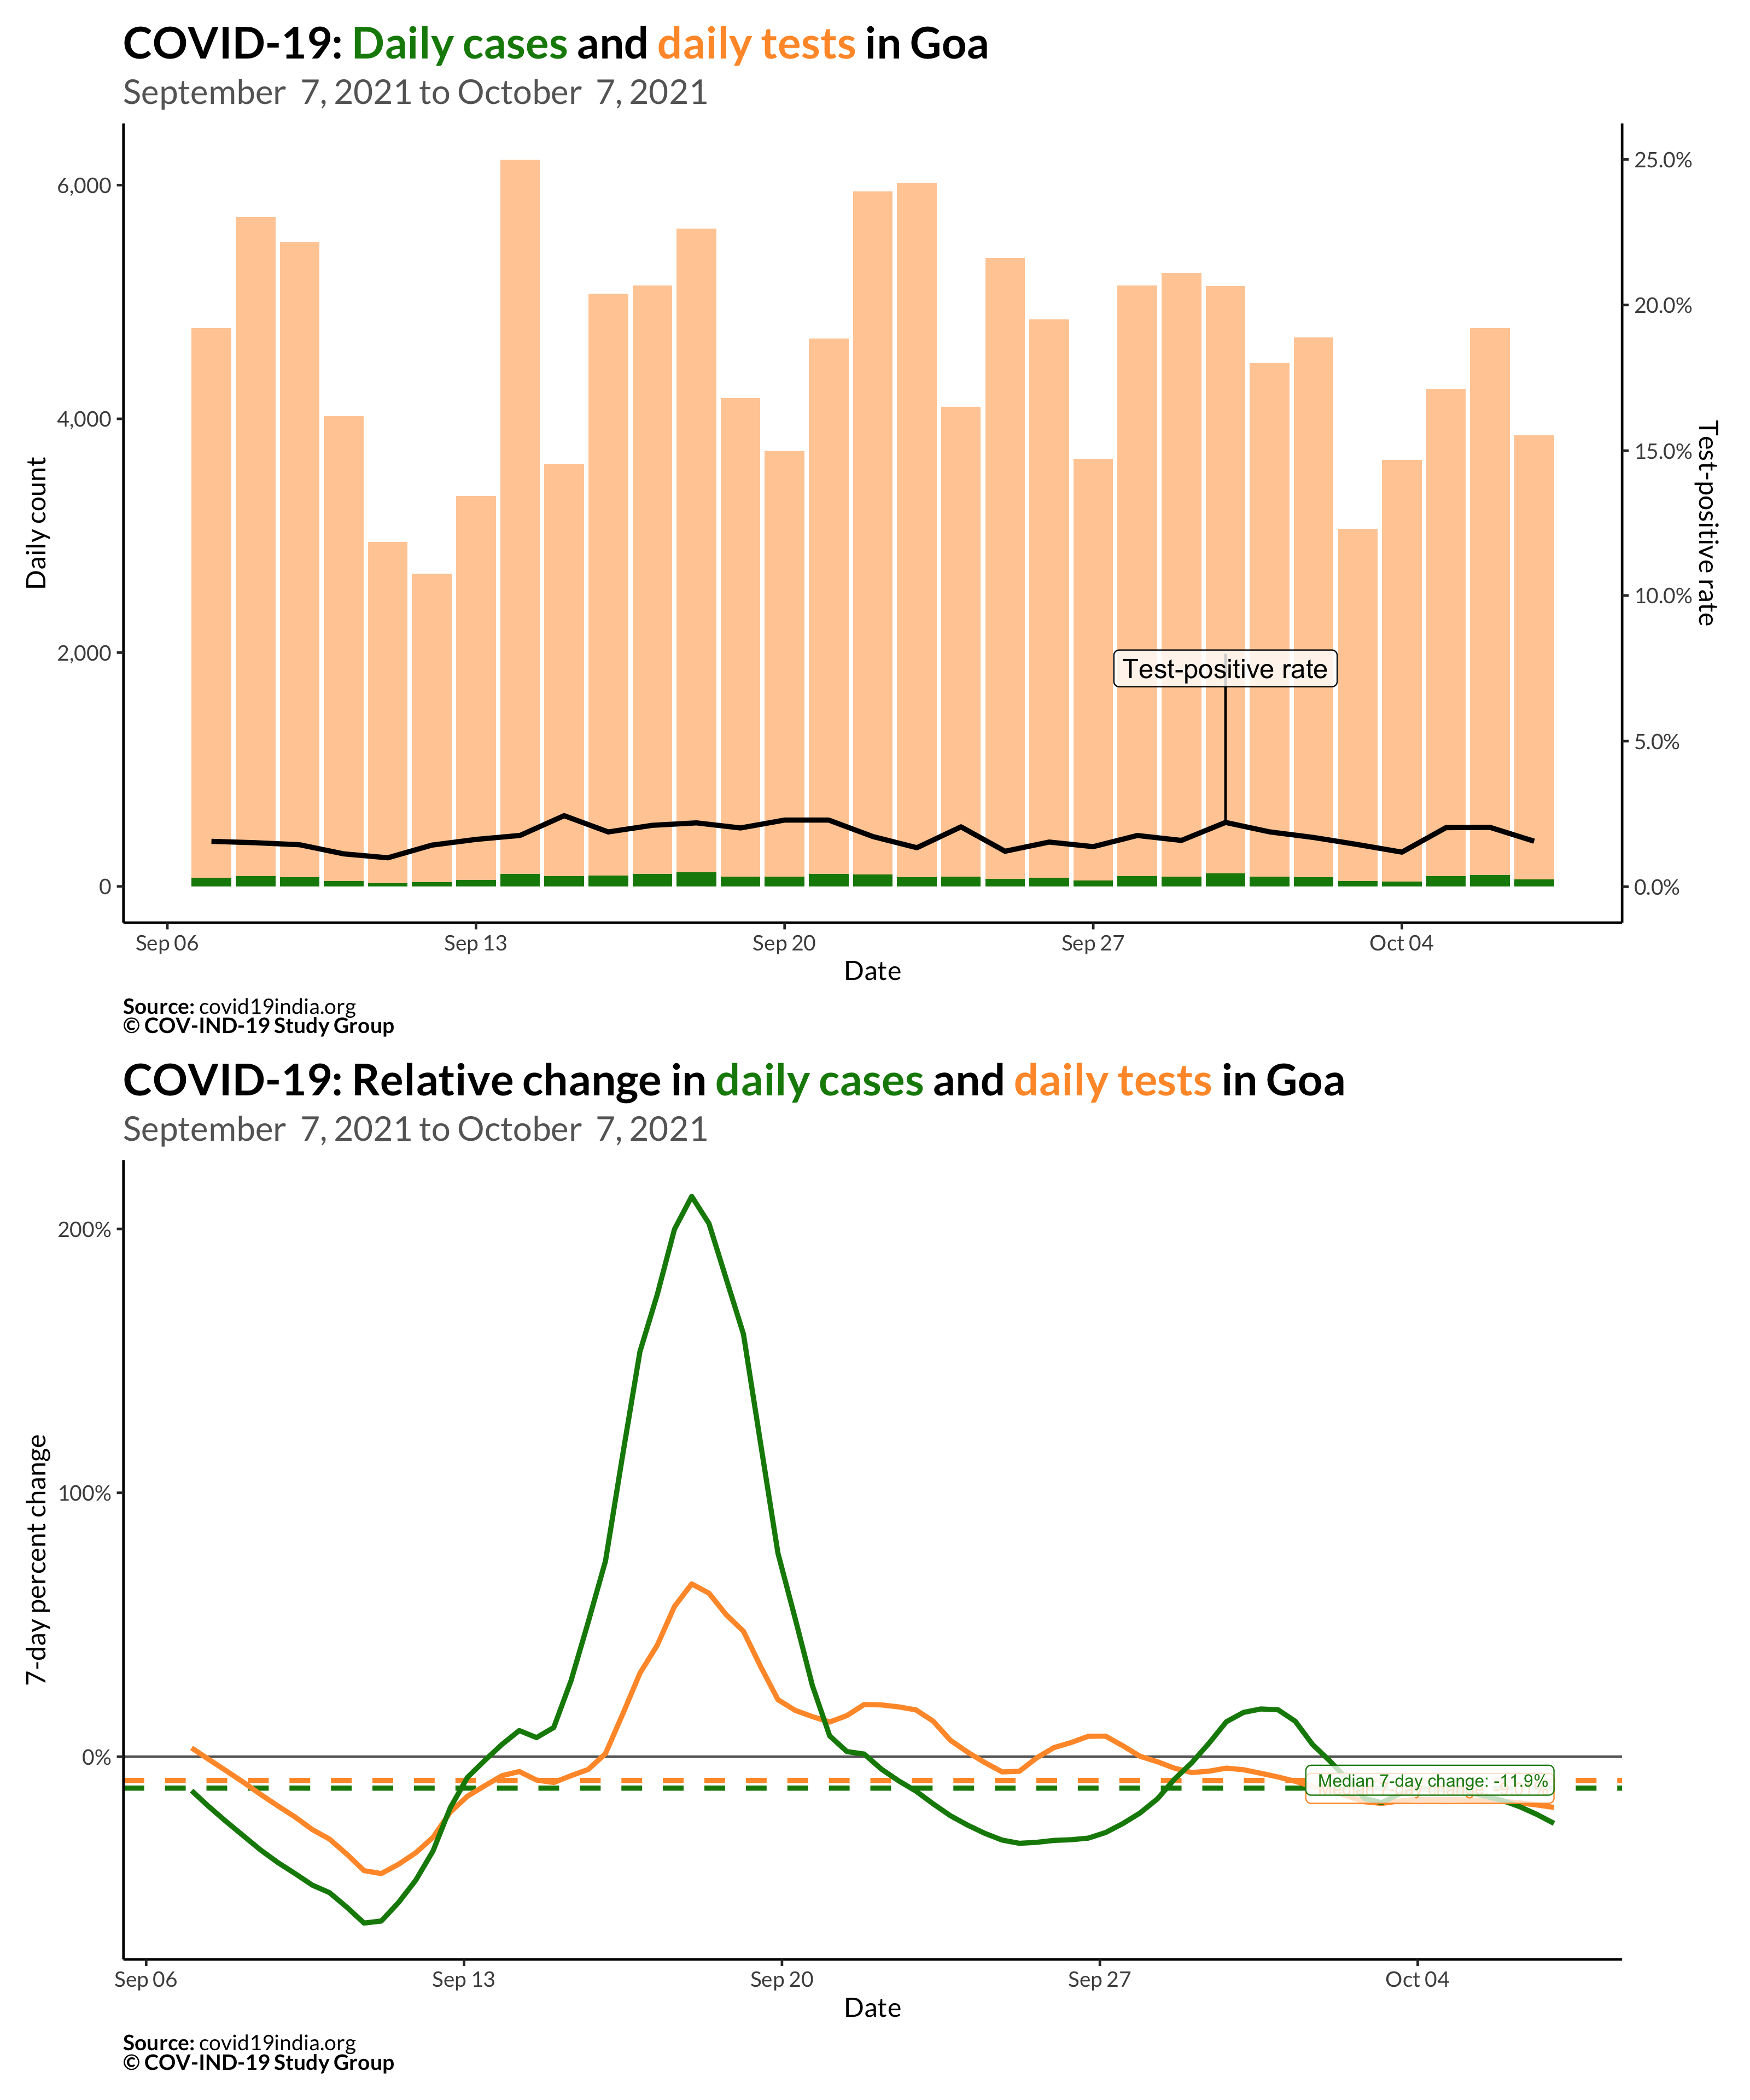 COVID-19: Daily cases and daily tests in Goa
September 7, 2021 to October 7, 2021
6,000
4,000
2,000
0
Daily count
25.0%
20.0%
15.0%
10.0%
5.0%
0.0%
Test-positive rate
Test-positive rate
Sep 06
Sep 13
Sep 20
Sep 27
Oct 04
Date
Source: covid19india.org
© COV-IND-19 Study Group
COVID-19: Relative change in daily cases and daily tests in Goa
September 7, 2021 to October 7, 2021
200%
100%
0%
7-day percent change
Median 7-day change: -11.9%
Sep 06
Sep 13
Sep 20
Sep 27
Oct 04
Date
Source: covid19india.org
© COV-IND-19 Study Group